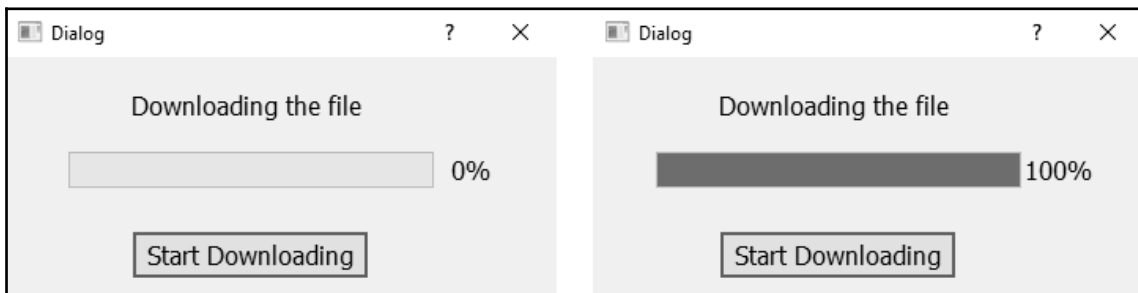 Dialog ? ×
Downloading the file
0%
Start Downloading
Dialog ? ×
Downloading the file
100%
Start Downloading